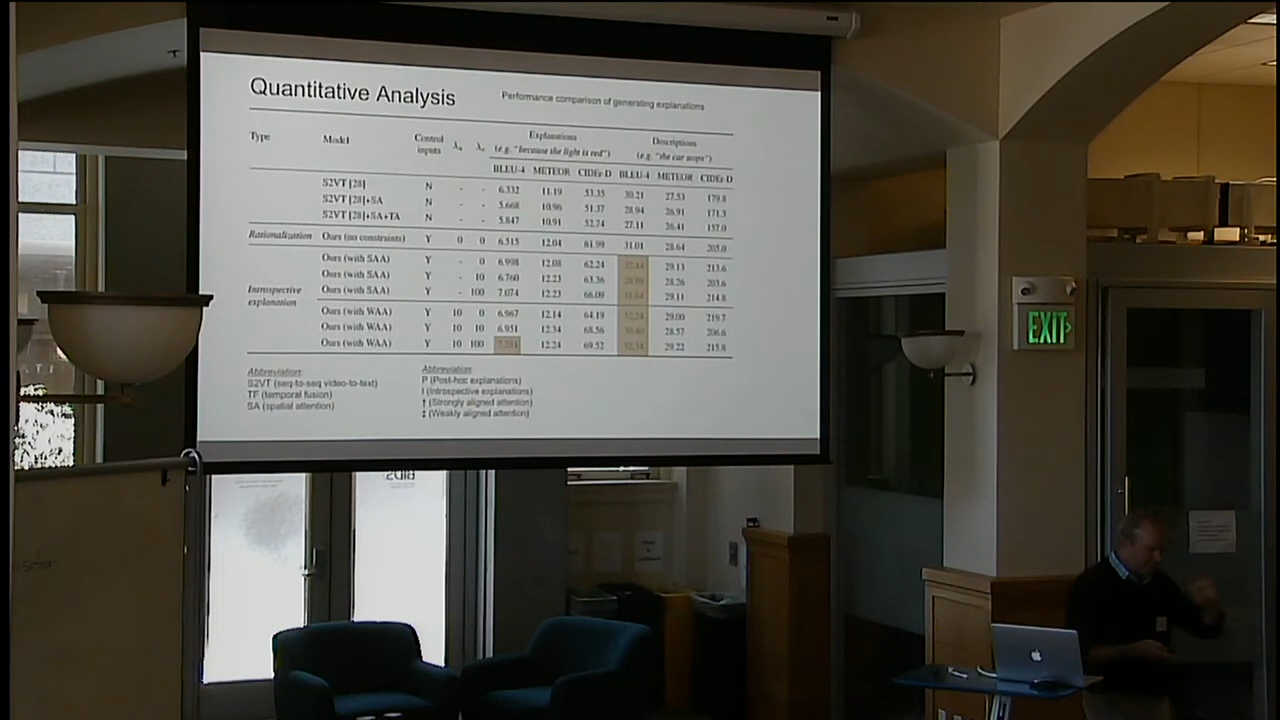 Quantitative Analysis
Performance comparison of generating explanations
Type Model Control inputs λa λc Explanations (e.g. "because the light is red") Descriptions (e.g. "the car stops")
BLEU-4 METEOR CIDEr-D BLEU-4 METEOR CIDEr-D
S2VT [28] N - - 6.332 11.19 53.35 30.21 27.53 179.8
S2VT [28]+SA N - - 5.668 10.96 51.37 28.94 26.91 171.3
S2VT [28]+SA+TA N - - 5.847 10.91 52.74 27.11 26.41 157.0
Rationalization Ours (no constraints) Y 0 0 6.515 12.04 61.99 31.01 28.64 205.0
Introspective explanation
Ours (with SAA) Y - 0 6.998 12.08 62.24 29.13 213.6
Ours (with SAA) Y - 10 6.760 12.23 63.36 28.26 203.6
Ours (with SAA) Y - 100 7.074 12.23 66.09 29.11 214.8
Ours (with WAA) Y 10 0 6.967 12.14 64.19 29.00 219.7
Ours (with WAA) Y 10 10 6.951 12.34 68.56 28.57 206.6
Ours (with WAA) Y 10 100 12.24 69.52 29.22 215.8
Abbreviation
S2VT (seq-to-seq video-to-text)
TF (temporal fusion)
SA (spatial attention)
Abbreviation
P (Post-hoc explanations)
I (Introspective explanations)
† (Strongly aligned attention)
‡ (Weakly aligned attention)
EXIT
BIDS